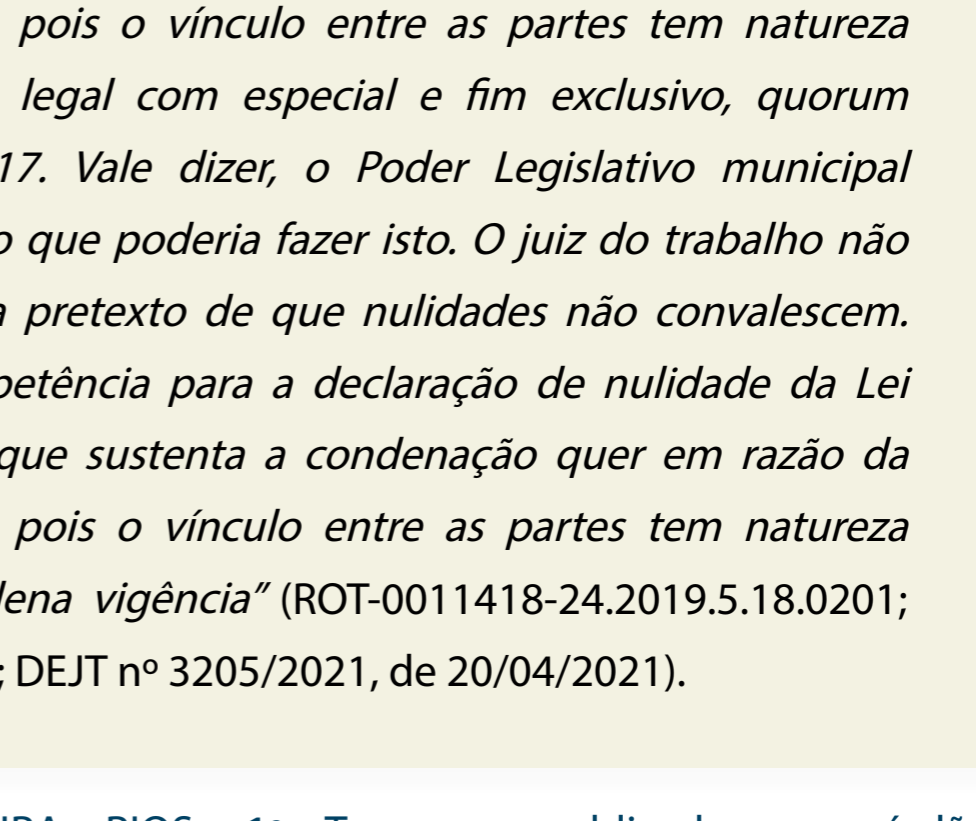 pois o vínculo entre as partes tem natureza
legal com especial e fim exclusivo, quorum
17. Vale dizer, o Poder Legislativo municipal
o que poderia fazer isto. O juiz do trabalho não
a pretexto de que nulidades não convalescem.
petência para a declaração de nulidade da Lei
que sustenta a condenação quer em razão da
pois o vínculo entre as partes tem natureza
lena vigência” (ROT-0011418-24.2019.5.18.0201;
; DEJT nº 3205/2021, de 20/04/2021).